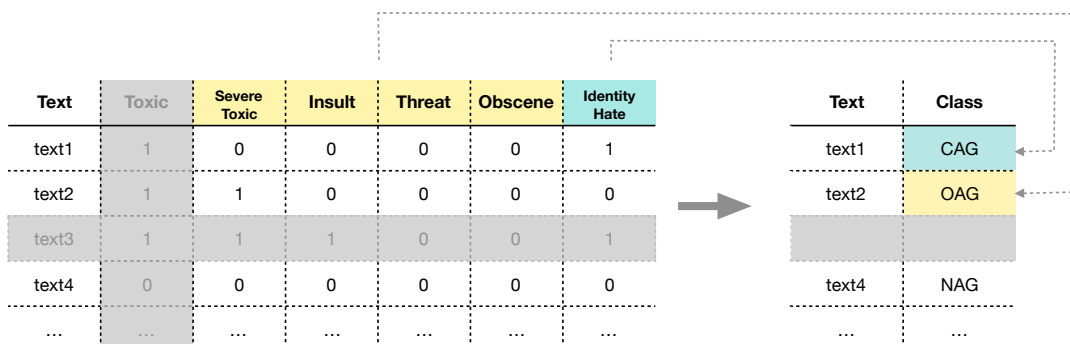 Text Toxic Severe Toxic Insult Threat Obscene Identity Hate
text1 1 0 0 0 0 1
text2 1 1 0 0 0 0
text3 1 1 1 0 0 1
text4 0 0 0 0 0 0
... ... ... ... ... ... ...
Text Class
text1 CAG
text2 OAG
text4 NAG
... ...